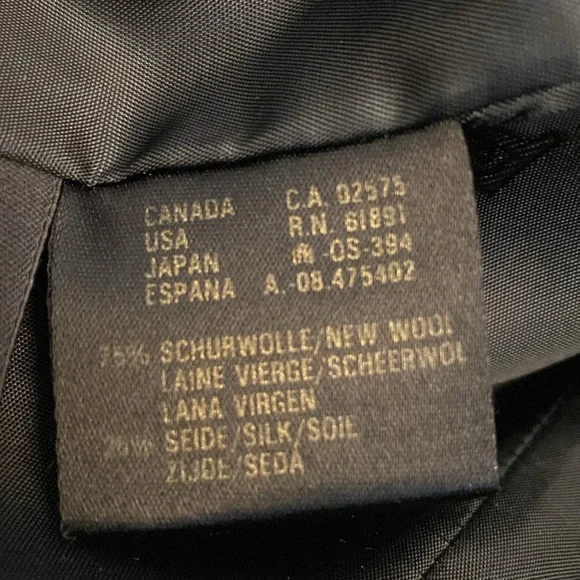 CANADA C.A. 02575
USA R.N. 61891
JAPAN -OS-394
ESPANA A.-08.475402
75% SCHURWOLLE/NEW WOOL
LAINE VIERGE/SCHEERWOL
LANA VIRGEN
SEIDE/SILK/SOIE
ZIJDE/SEDA